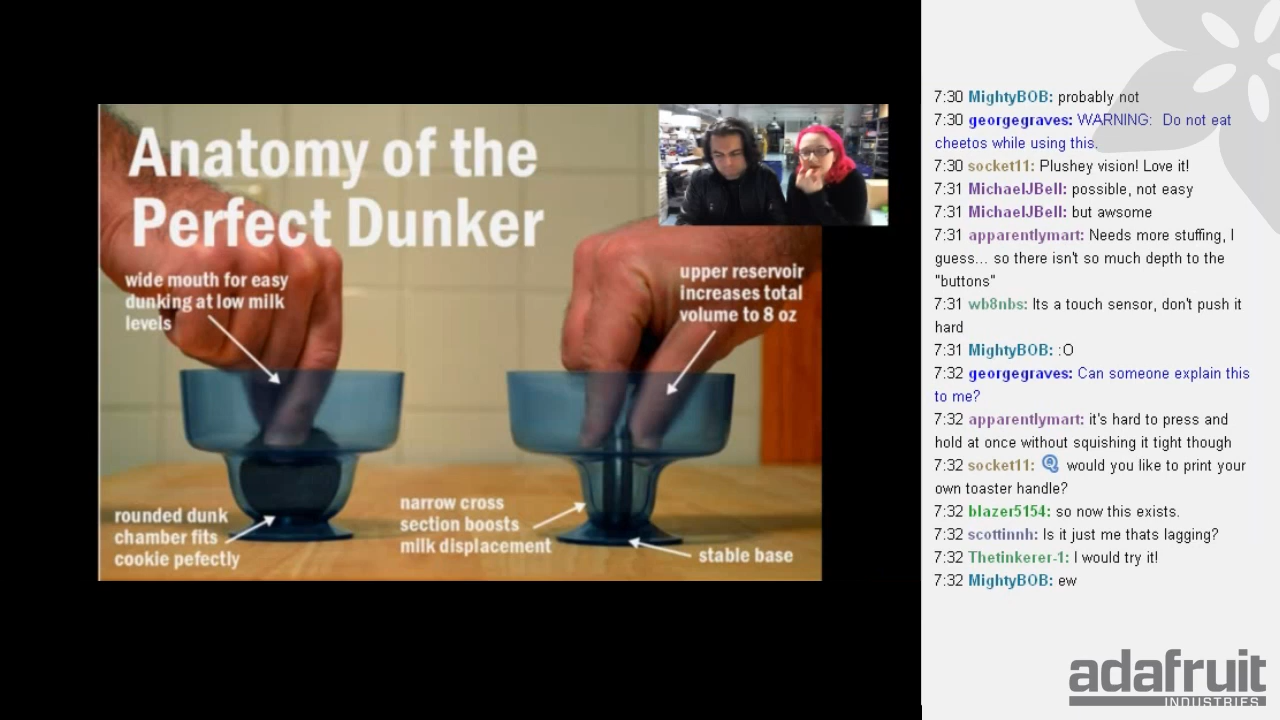 Anatomy of the
Perfect Dunker
wide mouth for easy
dunking at low milk
levels
upper reservoir
increases total
volume to 8 oz
rounded dunk
chamber fits
cookie pefectly
narrow cross
section boosts
milk displacement
stable base
7:30 MightyBOB: probably not
7:30 georgegraves: WARNING: Do not eat
cheetos while using this.
7:30 socket11: Plushey vision! Love it!
7:31 MichaelJBell: possible, not easy
7:31 MichaelJBell: but awsome
7:31 apparentlymart: Needs more stuffing, I
guess... so there isn't so much depth to the
"buttons"
7:31 wb8nbs: Its a touch sensor, don't push it
hard
7:31 MightyBOB: :O
7:32 georgegraves: Can someone explain this
to me?
7:32 apparentlymart: it's hard to press and
hold at once without squishing it tight though
7:32 socket11: would you like to print your
own toaster handle?
7:32 blazer5154: so now this exists.
7:32 scottinnh: Is it just me thats lagging?
7:32 Thetinkerer-1: I would try it!
7:32 MightyBOB: ew
adafruit
INDUSTRIES